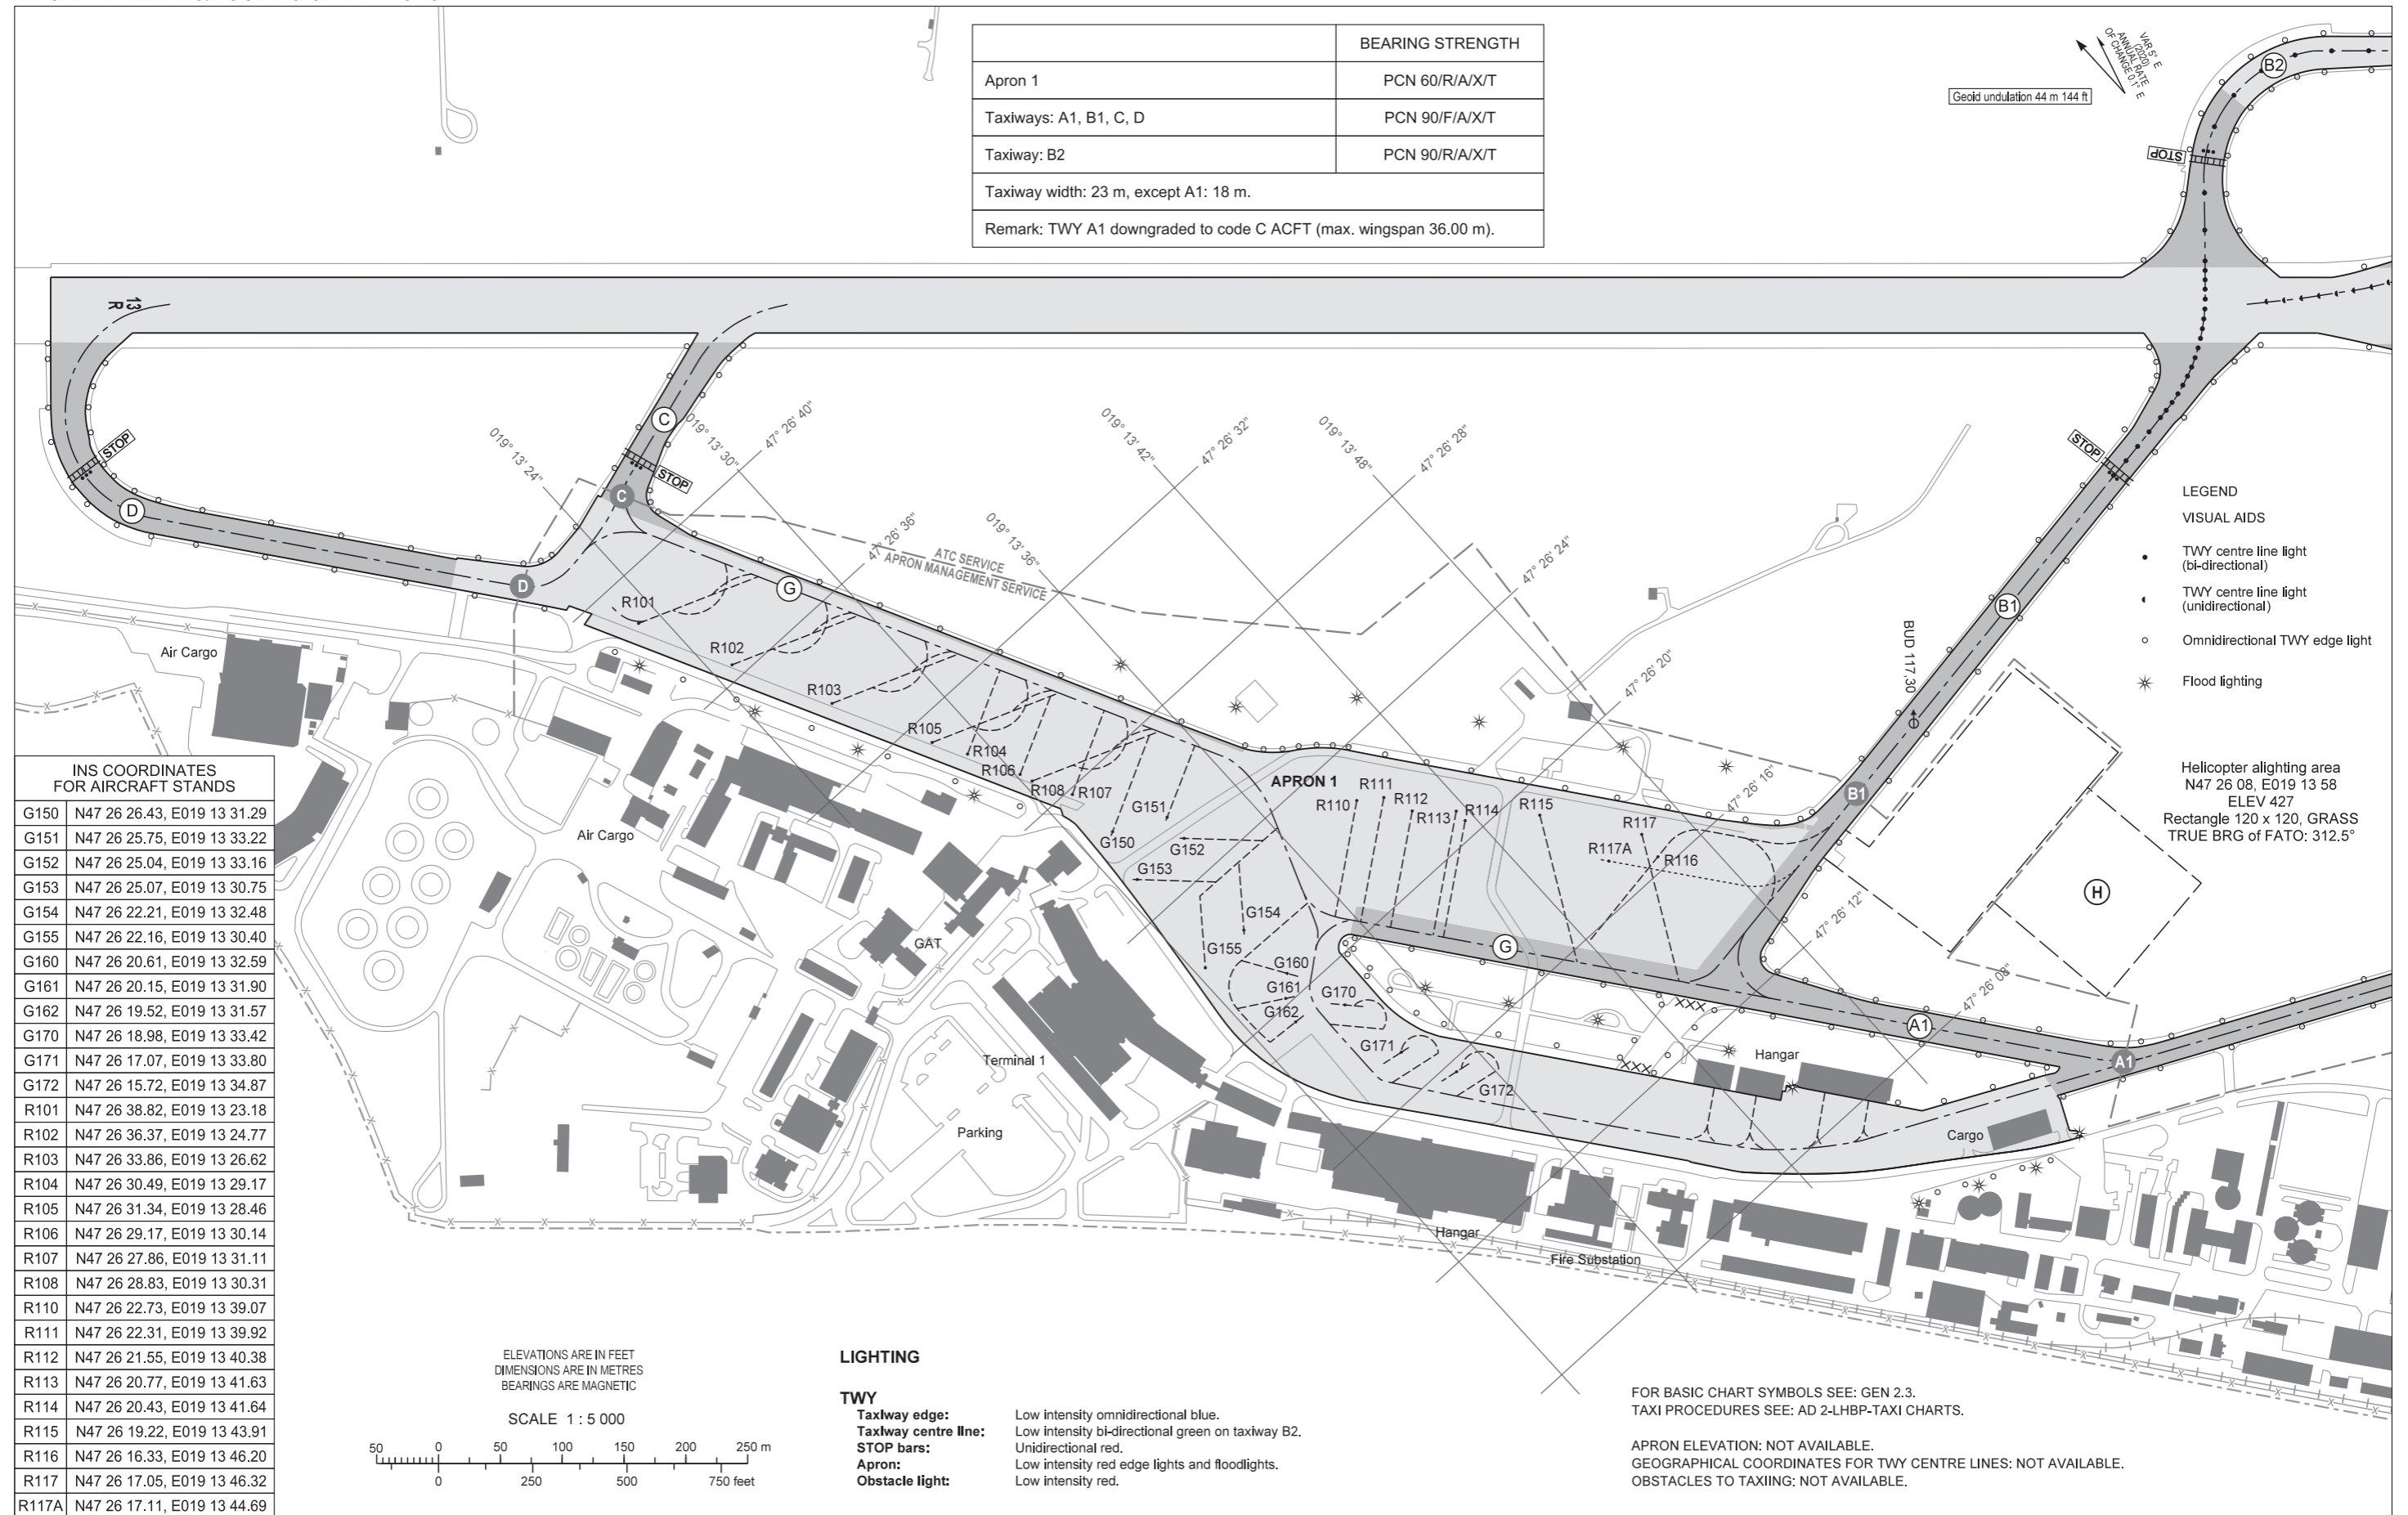 BEARING STRENGTH
Apron 1 PCN 60/R/A/X/T
Taxiways: A1, B1, C, D PCN 90/F/A/X/T
Taxiway: B2 PCN 90/R/A/X/T
Taxiway width: 23 m, except A1: 18 m.
Remark: TWY A1 downgraded to code C ACFT (max. wingspan 36.00 m).
VAR 5° E
(2020)
ANNUAL RATE
OF CHANGE 0.1° E
Geoid undulation 44 m 144 ft
B2
STOP
13
R
C
STOP
C
D
STOP
D
019° 13' 24"
019° 13' 30"
47° 26' 40"
47° 26' 36"
019° 13' 36"
47° 26' 32"
019° 13' 42"
47° 26' 28"
019° 13' 48"
47° 26' 24"
47° 26' 20"
47° 26' 16"
47° 26' 12"
47° 26' 08"
ATC SERVICE
APRON MANAGEMENT SERVICE
STOP
B1
BUD 117,30
B1
G
R101
R102
R103
R105
R104
R106
R108
R107
G151
G150
G152
G153
G154
G155
G160
G161
G162
G170
G171
G172
APRON 1
R110
R111
R112
R113
R114
R115
R117
R117A
R116
G
A1
A1
H
Air Cargo
Air Cargo
GAT
Terminal 1
Parking
Hangar
Cargo
Hangar
Fire Substation
LEGEND
VISUAL AIDS
TWY centre line light
(bi-directional)
TWY centre line light
(unidirectional)
Omnidirectional TWY edge light
Flood lighting
Helicopter alighting area
N47 26 08, E019 13 58
ELEV 427
Rectangle 120 x 120, GRASS
TRUE BRG of FATO: 312.5°
INS COORDINATES
FOR AIRCRAFT STANDS
G150 N47 26 26.43, E019 13 31.29
G151 N47 26 25.75, E019 13 33.22
G152 N47 26 25.04, E019 13 33.16
G153 N47 26 25.07, E019 13 30.75
G154 N47 26 22.21, E019 13 32.48
G155 N47 26 22.16, E019 13 30.40
G160 N47 26 20.61, E019 13 32.59
G161 N47 26 20.15, E019 13 31.90
G162 N47 26 19.52, E019 13 31.57
G170 N47 26 18.98, E019 13 33.42
G171 N47 26 17.07, E019 13 33.80
G172 N47 26 15.72, E019 13 34.87
R101 N47 26 38.82, E019 13 23.18
R102 N47 26 36.37, E019 13 24.77
R103 N47 26 33.86, E019 13 26.62
R104 N47 26 30.49, E019 13 29.17
R105 N47 26 31.34, E019 13 28.46
R106 N47 26 29.17, E019 13 30.14
R107 N47 26 27.86, E019 13 31.11
R108 N47 26 28.83, E019 13 30.31
R110 N47 26 22.73, E019 13 39.07
R111 N47 26 22.31, E019 13 39.92
R112 N47 26 21.55, E019 13 40.38
R113 N47 26 20.77, E019 13 41.63
R114 N47 26 20.43, E019 13 41.64
R115 N47 26 19.22, E019 13 43.91
R116 N47 26 16.33, E019 13 46.20
R117 N47 26 17.05, E019 13 46.32
R117A N47 26 17.11, E019 13 44.69
ELEVATIONS ARE IN FEET
DIMENSIONS ARE IN METRES
BEARINGS ARE MAGNETIC
SCALE 1 : 5 000
50 0 50 100 150 200 250 m
0 250 500 750 feet
LIGHTING
TWY
Taxiway edge: Low intensity omnidirectional blue.
Taxiway centre line: Low intensity bi-directional green on taxiway B2.
STOP bars: Unidirectional red.
Apron: Low intensity red edge lights and floodlights.
Obstacle light: Low intensity red.
FOR BASIC CHART SYMBOLS SEE: GEN 2.3.
TAXI PROCEDURES SEE: AD 2-LHBP-TAXI CHARTS.
APRON ELEVATION: NOT AVAILABLE.
GEOGRAPHICAL COORDINATES FOR TWY CENTRE LINES: NOT AVAILABLE.
OBSTACLES TO TAXIING: NOT AVAILABLE.